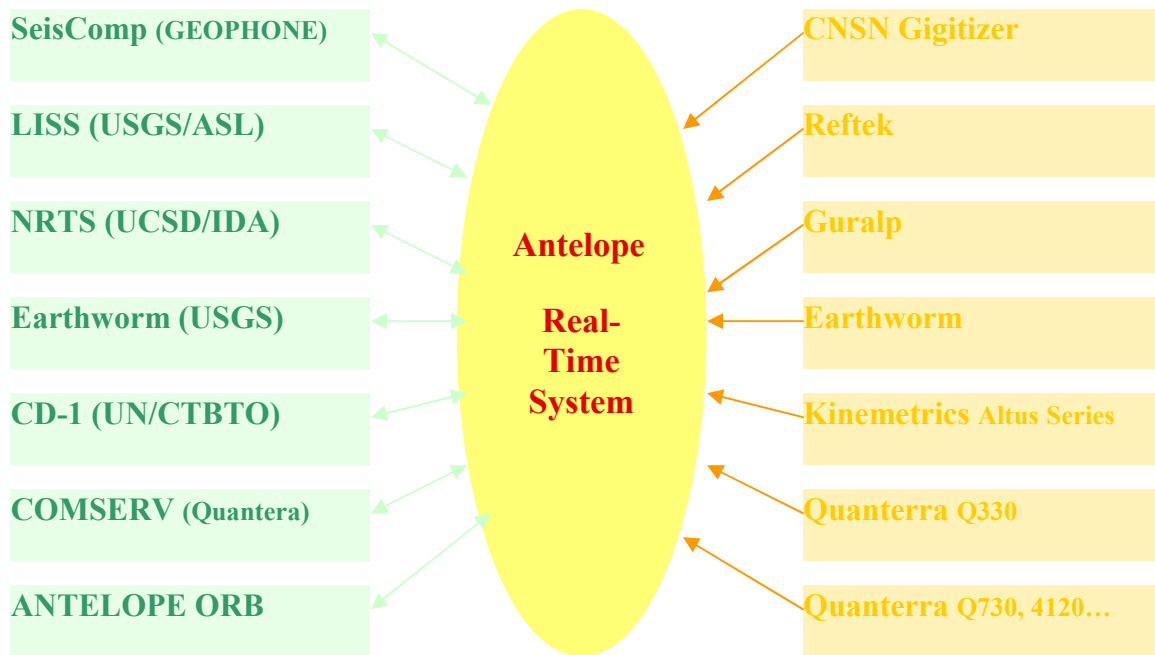 SeisComp (GEOPHONE)
LISS (USGS/ASL)
NRTS (UCSD/IDA)
Earthworm (USGS)
CD-1 (UN/CTBTO)
COMSERV (Quantera)
ANTELOPE ORB
Antelope
Real-
Time
System
CNSN Gigitizer
Reftek
Guralp
Earthworm
Kinemetrics Altus Series
Quanterra Q330
Quanterra Q730, 4120…